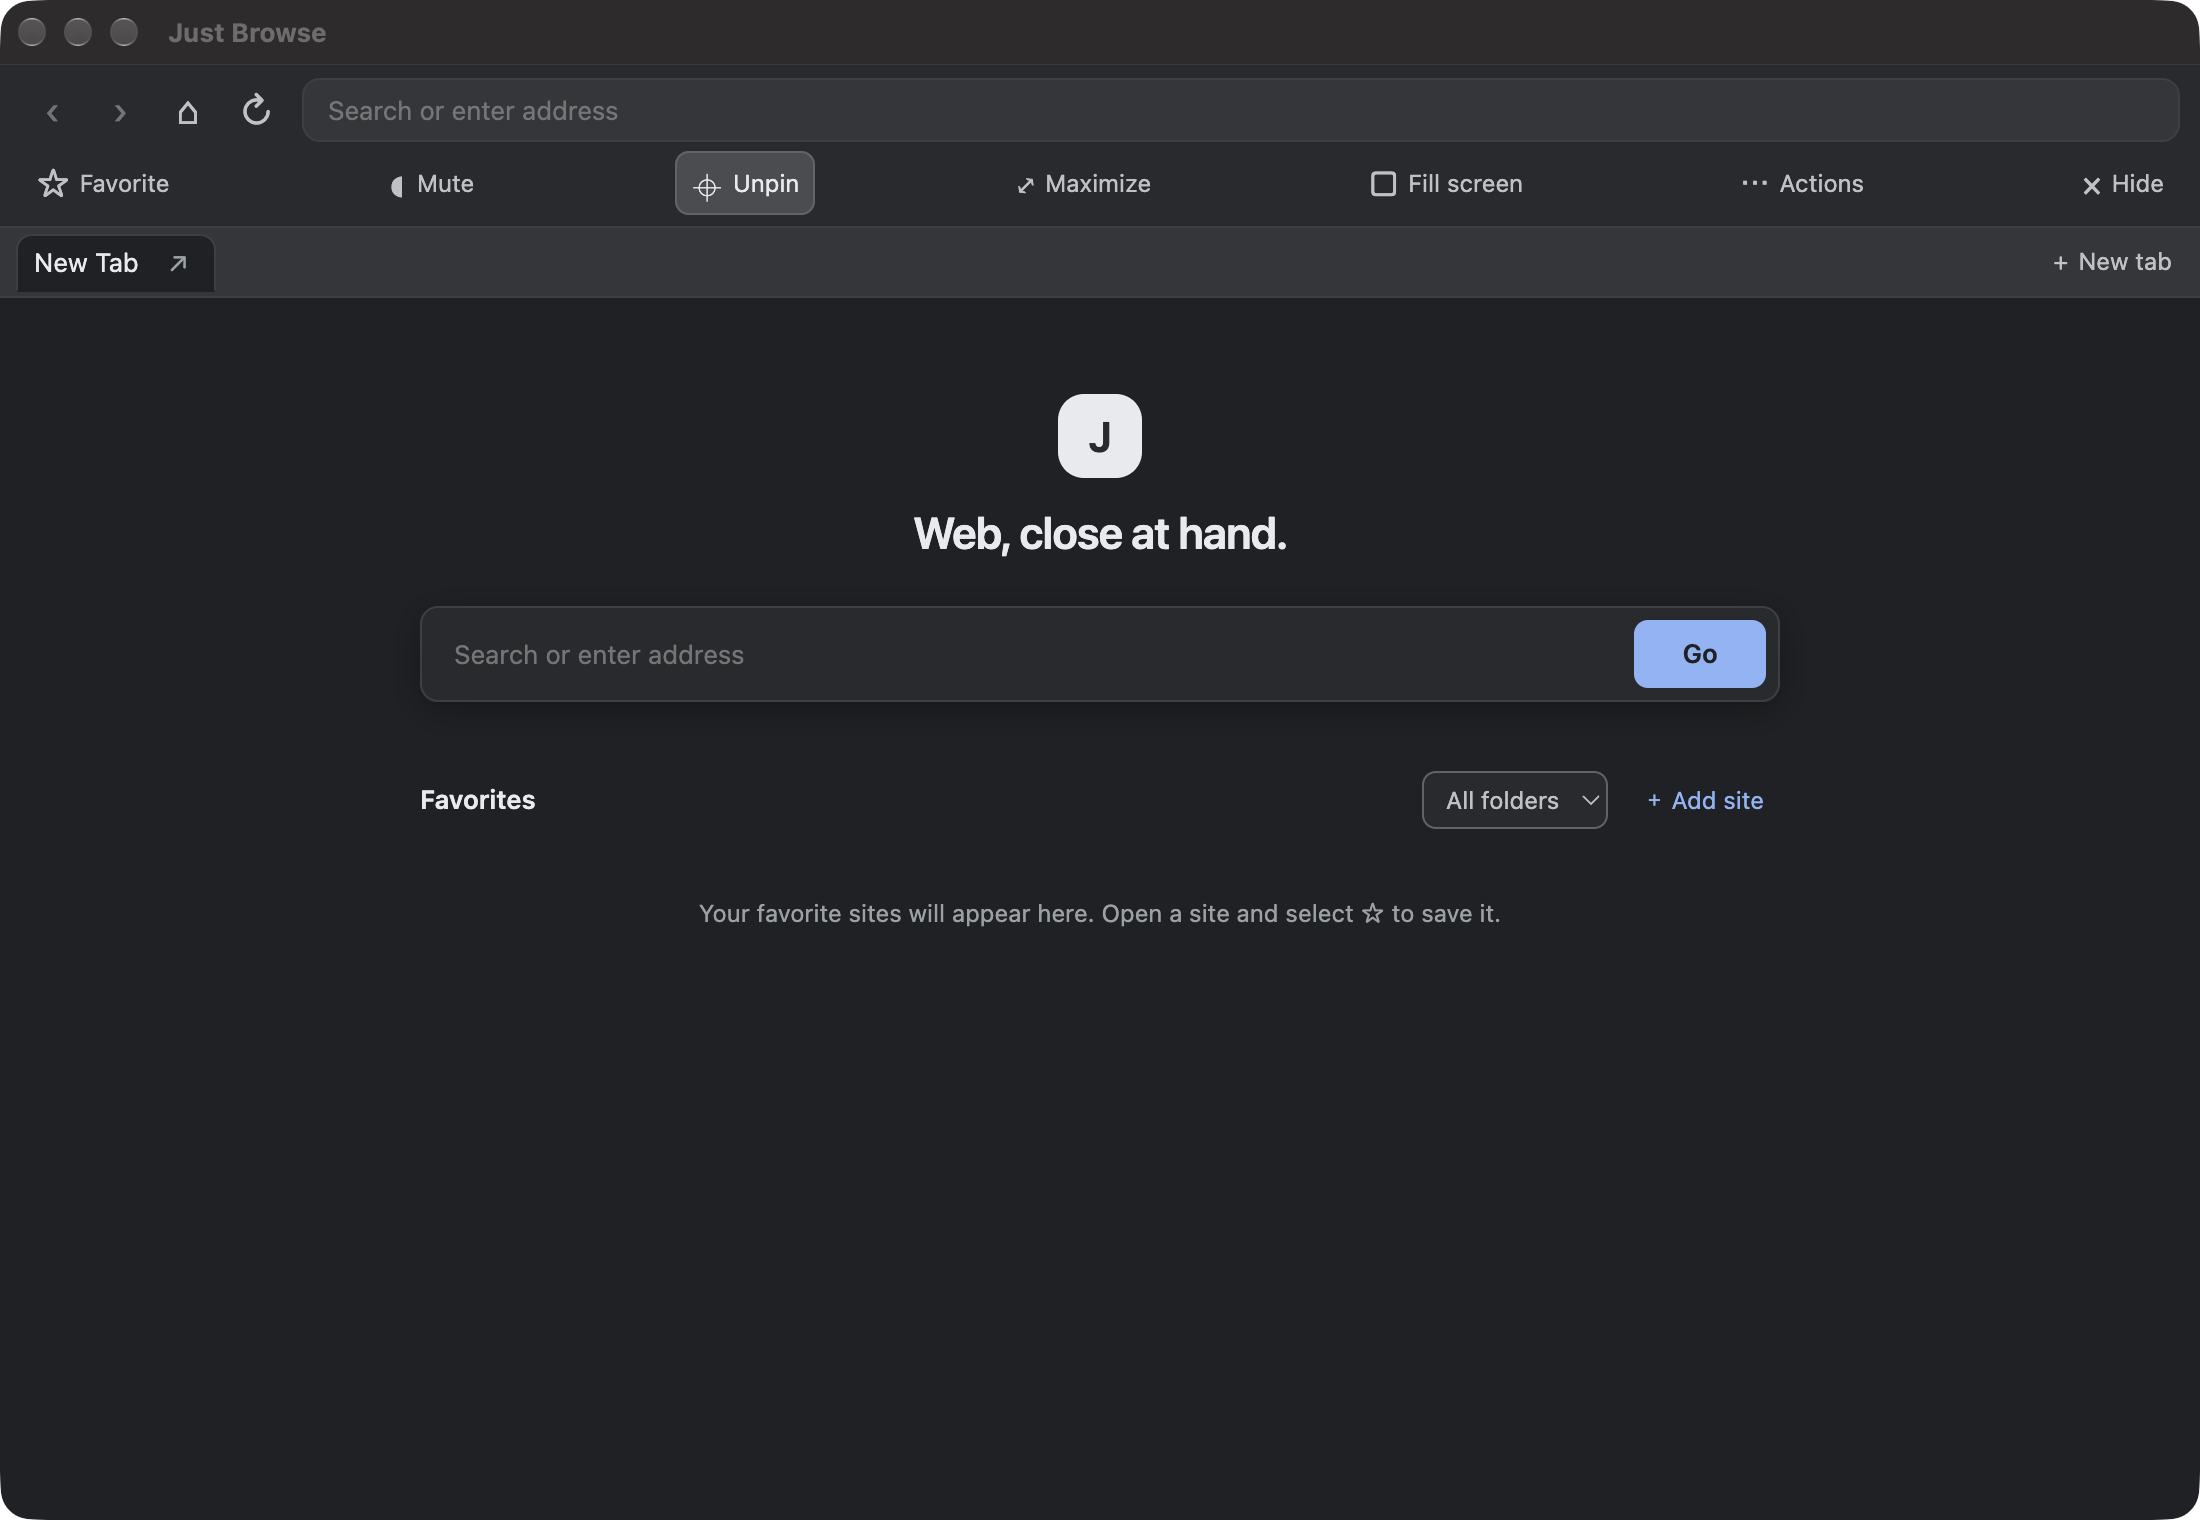 Just Browse
Search or enter address
Favorite Mute Unpin Maximize Fill screen Actions Hide
New Tab + New tab
J
Web, close at hand.
Search or enter address Go
Favorites All folders + Add site
Your favorite sites will appear here. Open a site and select ☆ to save it.